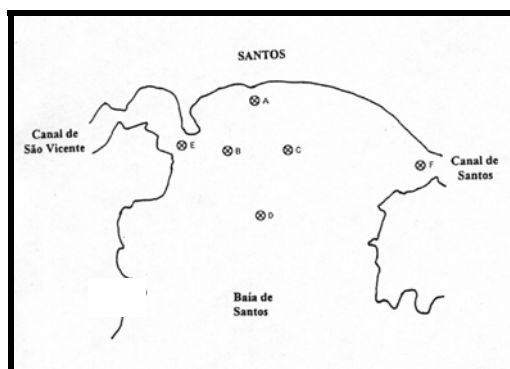 SANTOS
A
Canal de
São Vicente
E
B
C
F
Canal de
Santos
D
Baía de
Santos